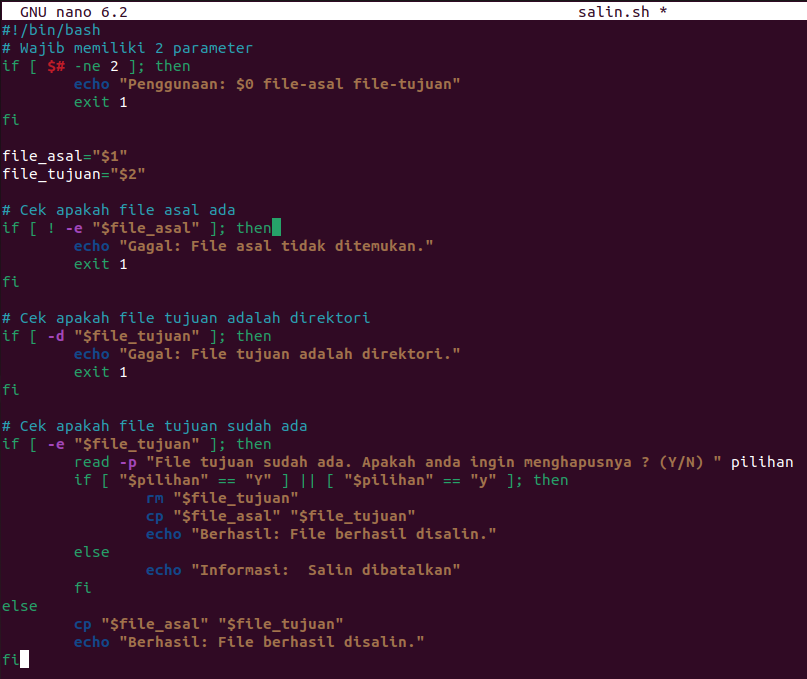 GNU nano 6.2 salin.sh *
#!/bin/bash
# Wajib memiliki 2 parameter
if [ $# -ne 2 ]; then
        echo "Penggunaan: $0 file-asal file-tujuan"
        exit 1
fi

file_asal="$1"
file_tujuan="$2"

# Cek apakah file asal ada
if [ ! -e "$file_asal" ]; then
        echo "Gagal: File asal tidak ditemukan."
        exit 1
fi

# Cek apakah file tujuan adalah direktori
if [ -d "$file_tujuan" ]; then
        echo "Gagal: File tujuan adalah direktori."
        exit 1
fi

# Cek apakah file tujuan sudah ada
if [ -e "$file_tujuan" ]; then
        read -p "File tujuan sudah ada. Apakah anda ingin menghapusnya ? (Y/N) " pilihan
        if [ "$pilihan" == "Y" ] || [ "$pilihan" == "y" ]; then
                rm "$file_tujuan"
                cp "$file_asal" "$file_tujuan"
                echo "Berhasil: File berhasil disalin."
        else
                echo "Informasi:  Salin dibatalkan"
        fi
else
        cp "$file_asal" "$file_tujuan"
        echo "Berhasil: File berhasil disalin."
fi